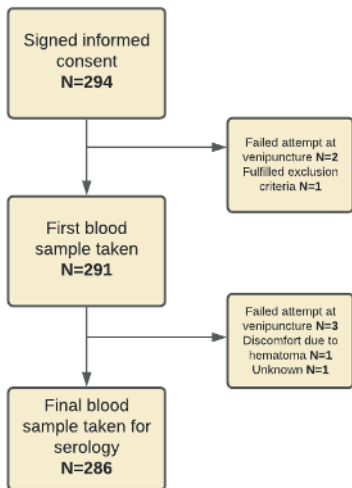 Signed informed
consent
N=294
Failed attempt at
venipuncture N=2
Fulfilled exclusion
criteria N=1
First blood
sample taken
N=291
Failed attempt at
venipuncture N=3
Discomfort due to
hematoma N=1
Unknown N=1
Final blood
sample taken for
serology
N=286